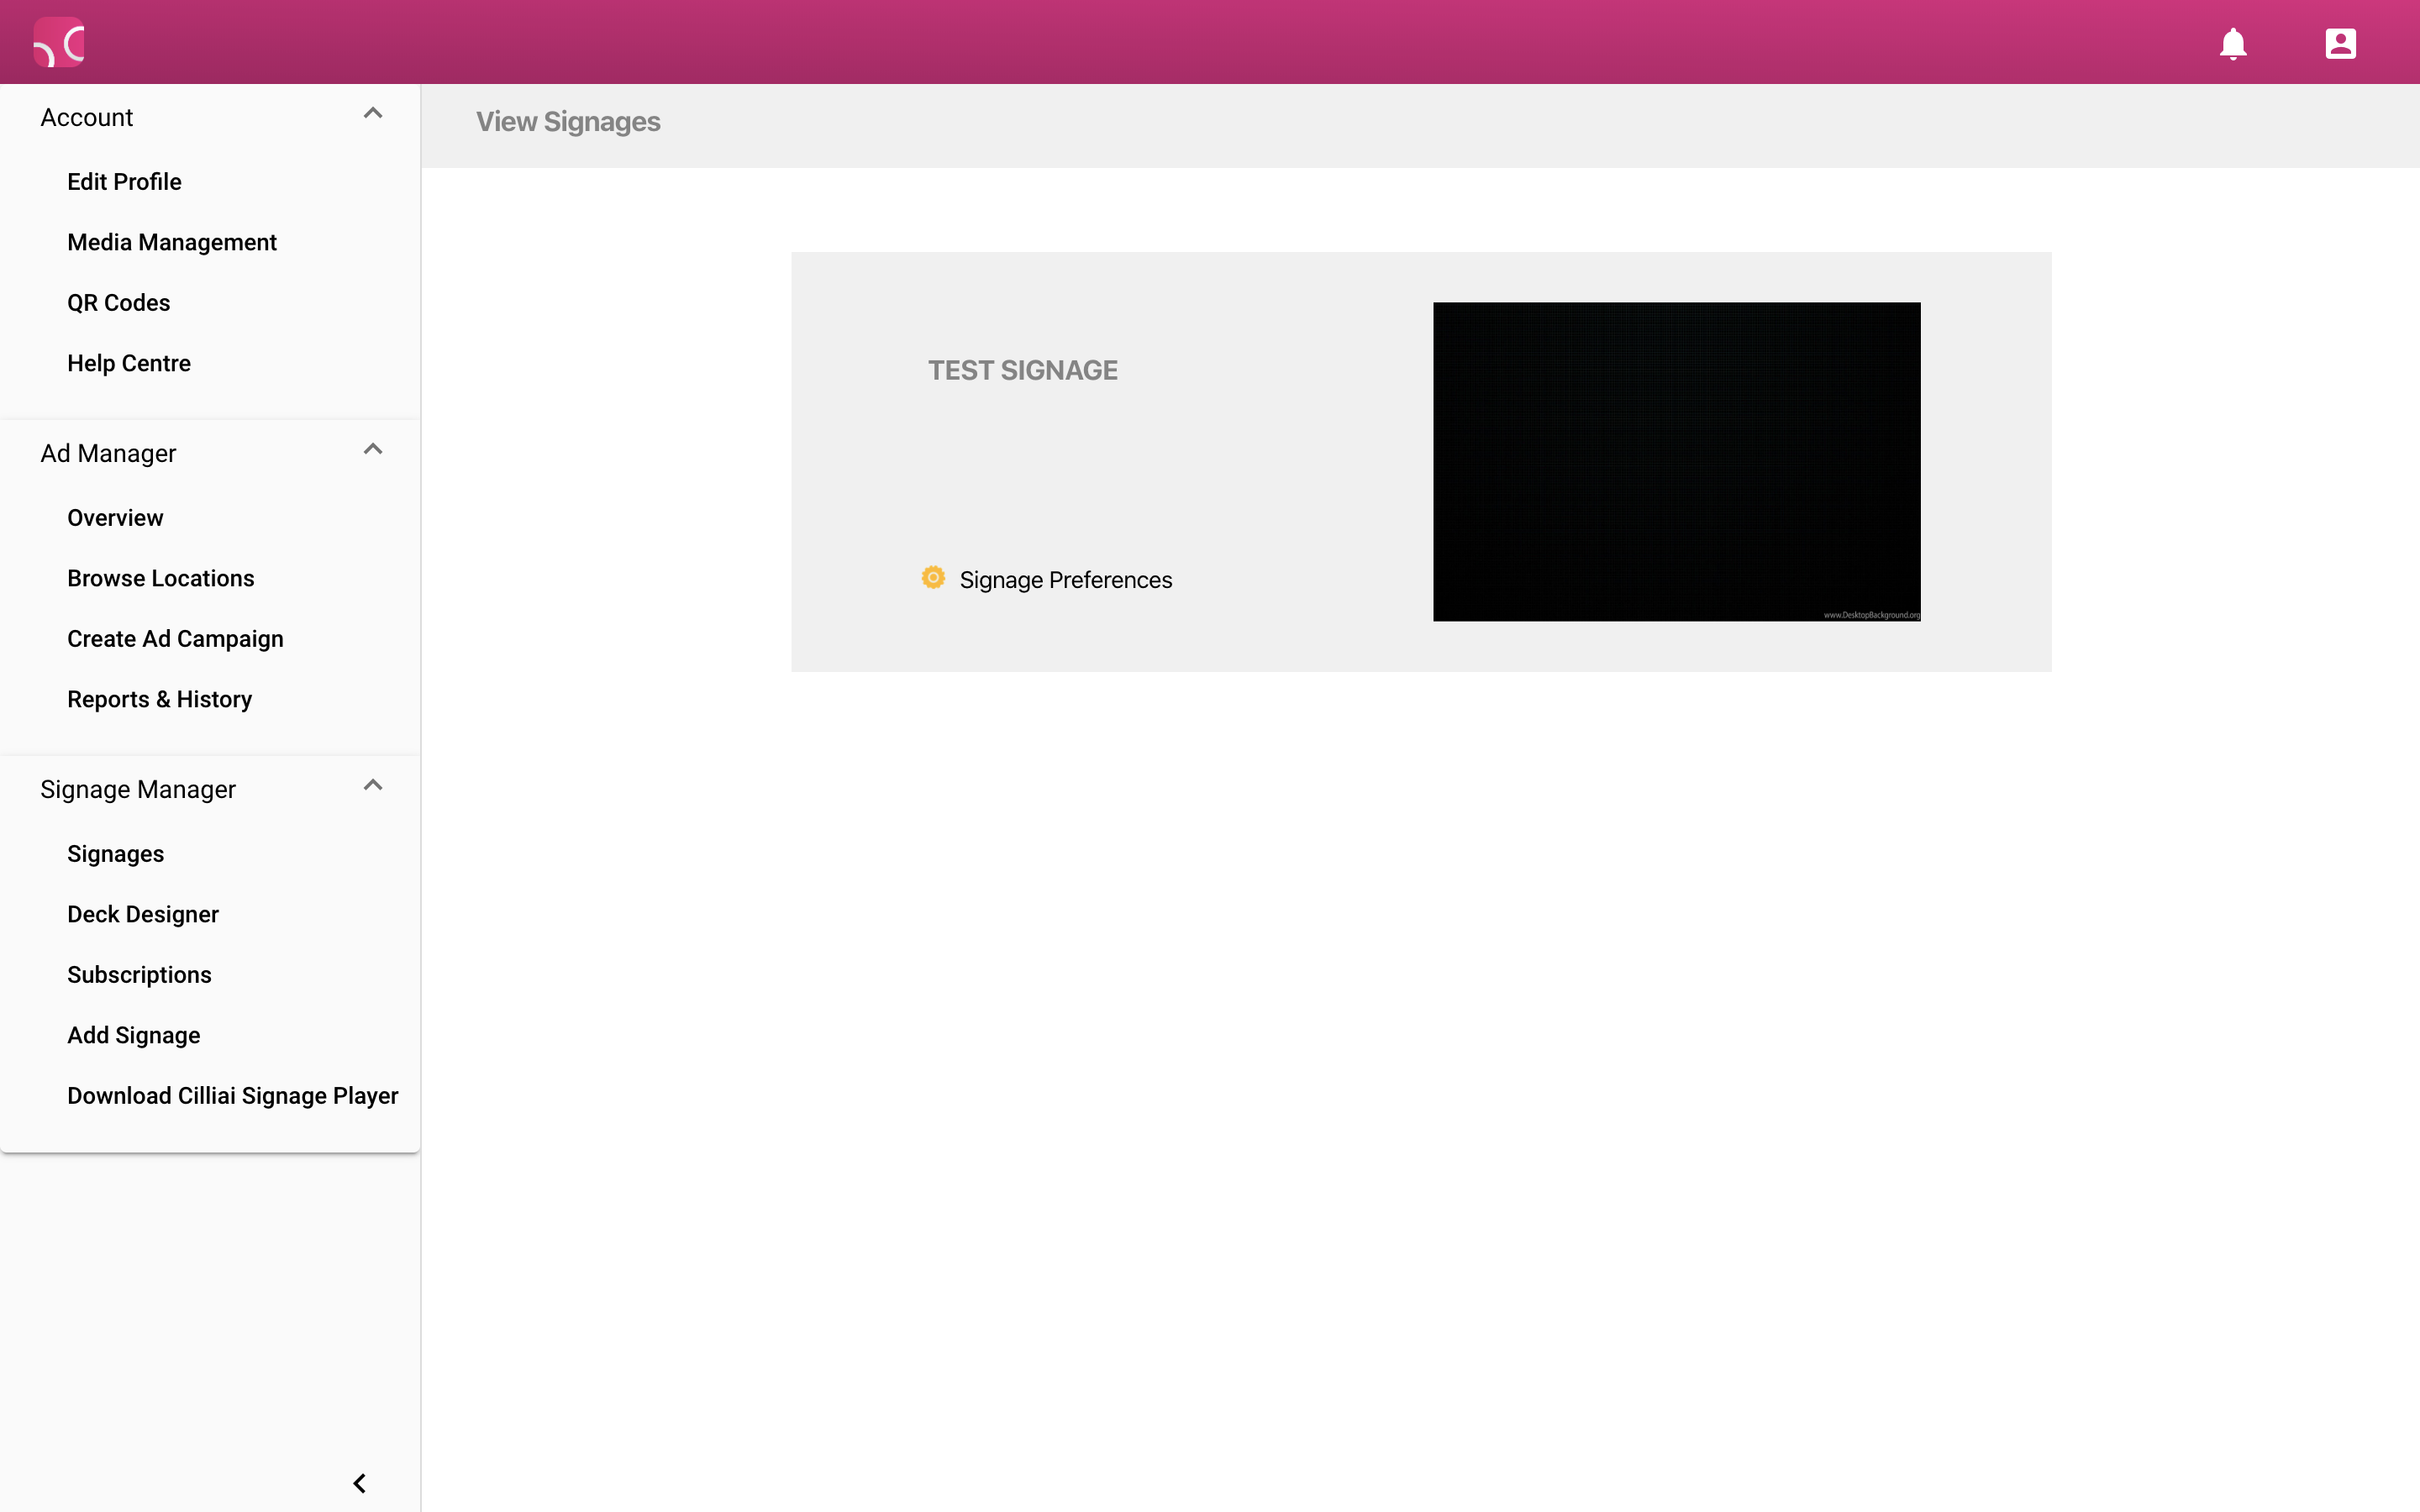 Account
Edit Profile
Media Management
QR Codes
Help Centre
Ad Manager
Overview
Browse Locations
Create Ad Campaign
Reports & History
Signage Manager
Signages
Deck Designer
Subscriptions
Add Signage
Download Cilliai Signage Player
View Signages
TEST SIGNAGE
Signage Preferences
www.DesktopBackground.org